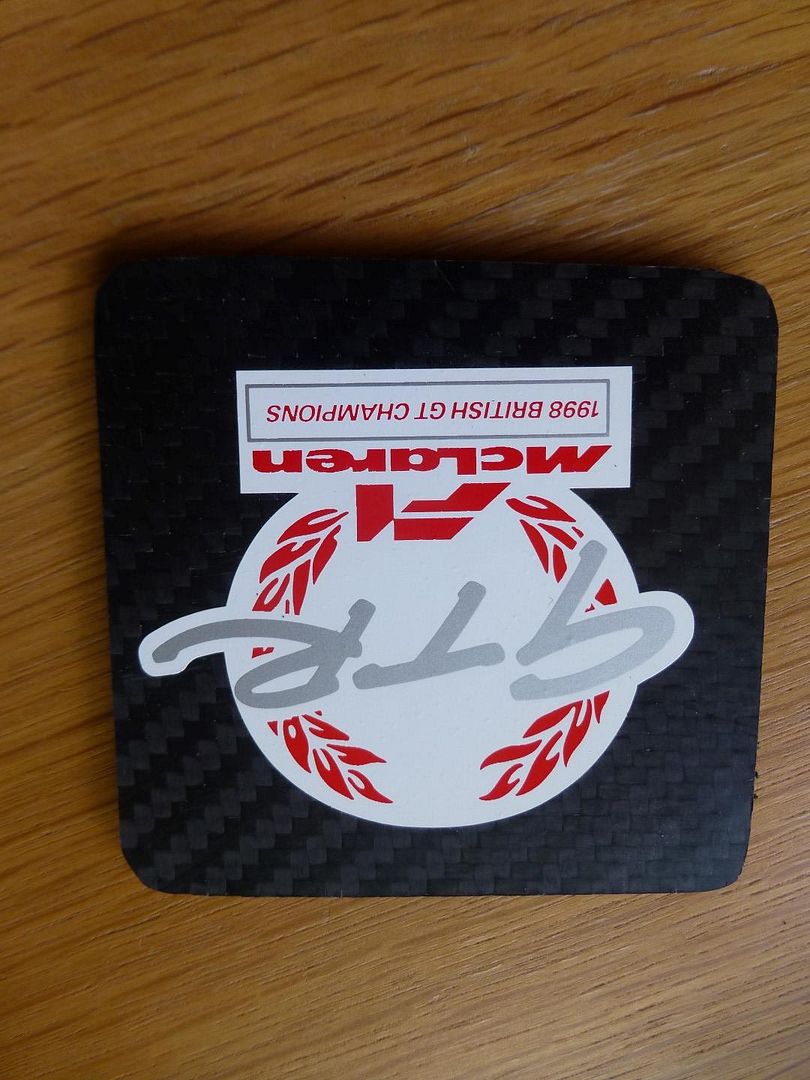 GTR
F1
McLaren
1998 BRITISH GT CHAMPIONS